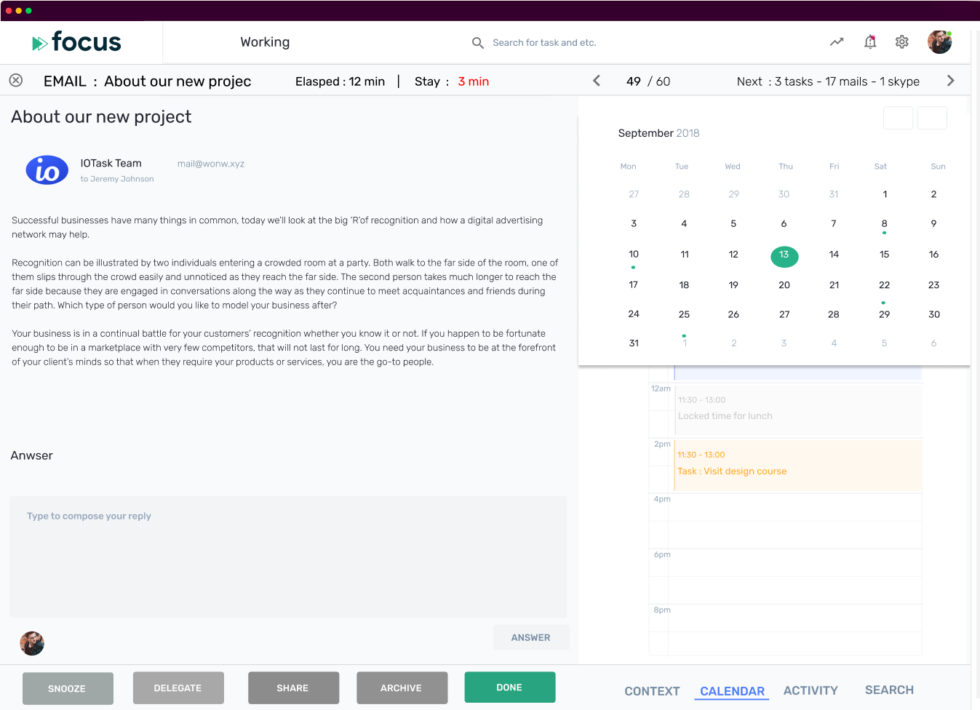 focus
Working
Search for task and etc.
EMAIL : About our new projec
Elasped : 12 min | Stay : 3 min
49 / 60
Next : 3 tasks - 17 mails - 1 skype
About our new project
io
IOTask Team
mail@wonw.xyz
to Jeremy Johnson
Successful businesses have many things in common, today we'll look at the big 'R'of recognition and how a digital advertising
network may help.
Recognition can be illustrated by two individuals entering a crowded room at a party. Both walk to the far side of the room, one of
them slips through the crowd easily and unnoticed as they reach the far side. The second person takes much longer to reach the
far side because they are engaged in conversations along the way as they continue to meet acquaintances and friends during
their path. Which type of person would you like to model your business after?
Your business is in a continual battle for your customers' recognition whether you know it or not. If you happen to be fortunate
enough to be in a marketplace with very few competitors, that will not last for long. You need your business to be at the forefront
of your client's minds so that when they require your products or services, you are the go-to people.
Anwser
Type to compose your reply
ANSWER
September 2018
Mon Tue Wed Thu Fri Sat Sun
27 28 29 30 31 1 2
3 4 5 6 7 8 9
10 11 12 13 14 15 16
17 18 19 20 21 22 23
24 25 26 27 28 29 30
31 1 2 3 4 5 6
12am
11:30 - 13:00
Locked time for lunch
2pm
11:30 - 13:00
Task : Visit design course
4pm
6pm
8pm
SNOOZE
DELEGATE
SHARE
ARCHIVE
DONE
CONTEXT
CALENDAR
ACTIVITY
SEARCH